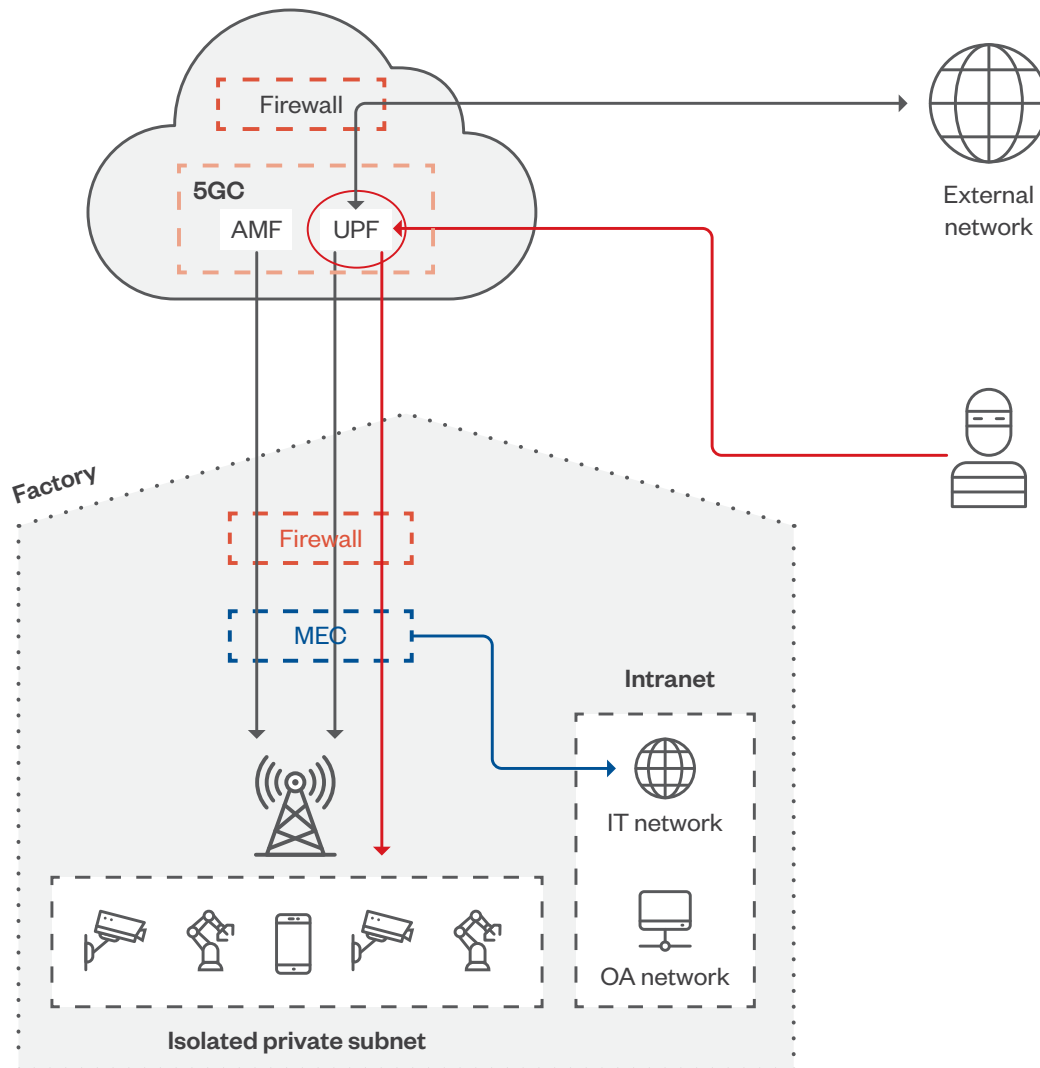 Firewall
5GC
AMF
UPF
External
network
Factory
Firewall
MEC
Intranet
IT network
OA network
Isolated private subnet